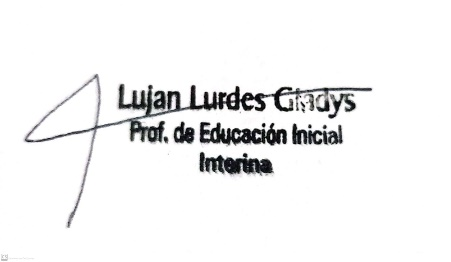 Lujan Lurdes Gladys
Prof. de Educación Inicial
Interina